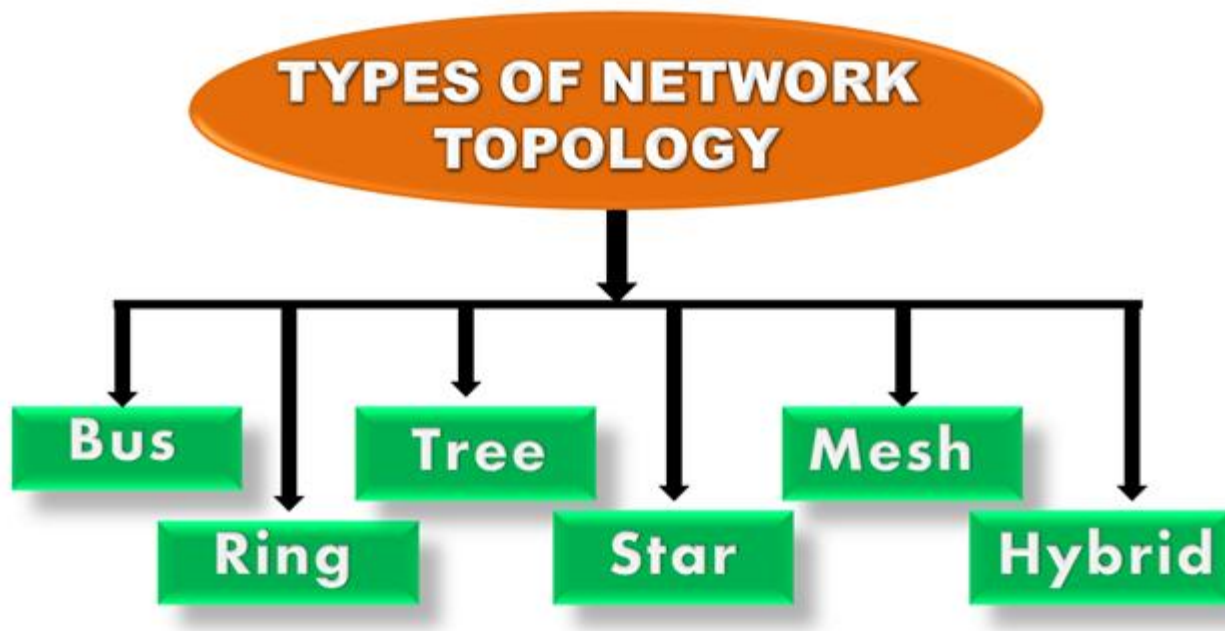 TYPES OF NETWORK
TOPOLOGY
Bus
Tree
Mesh
Ring
Star
Hybrid